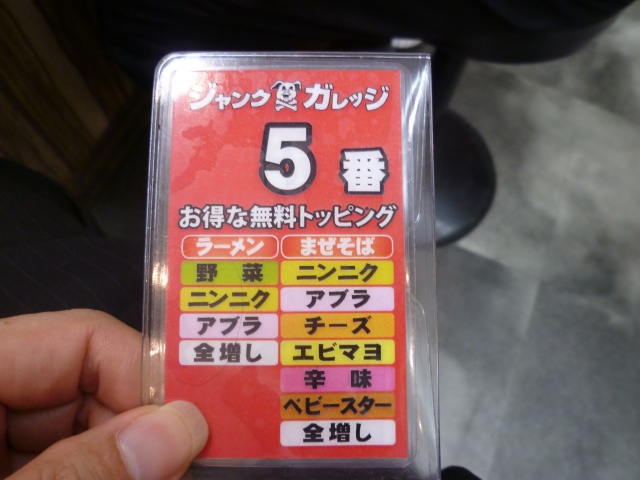 ジャンク ガレッジ
5番
お得な無料トッピング
ラーメン まぜそば
野菜 ニンニク
ニンニク アブラ
アブラ チーズ
全増し エビマヨ
辛味
ベビースター
全増し